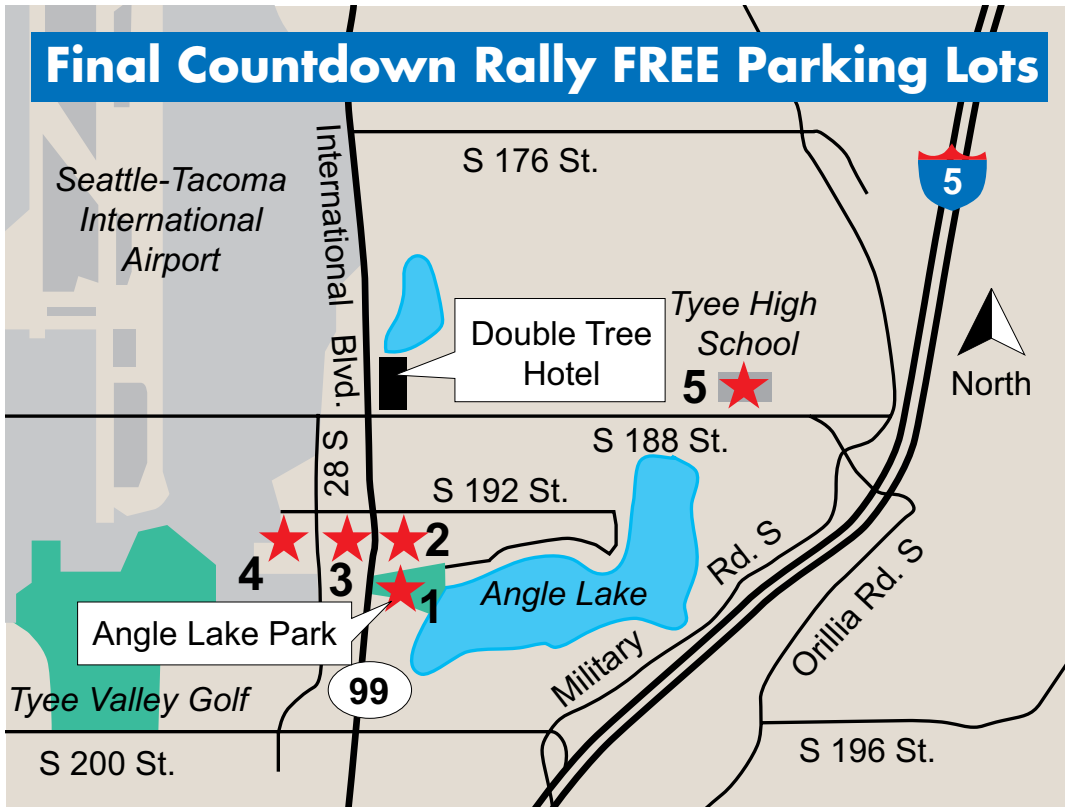 Final Countdown Rally FREE Parking Lots
International Blvd.
S 176 St.
5
Seattle-Tacoma
International
Airport
Double Tree
Hotel
Tyee High
School
5
North
S 188 St.
28 S
S 192 St.
4
3
2
1
Angle Lake
Angle Lake Park
Military Rd. S
Orillia Rd. S
99
Tyee Valley Golf
S 200 St.
S 196 St.